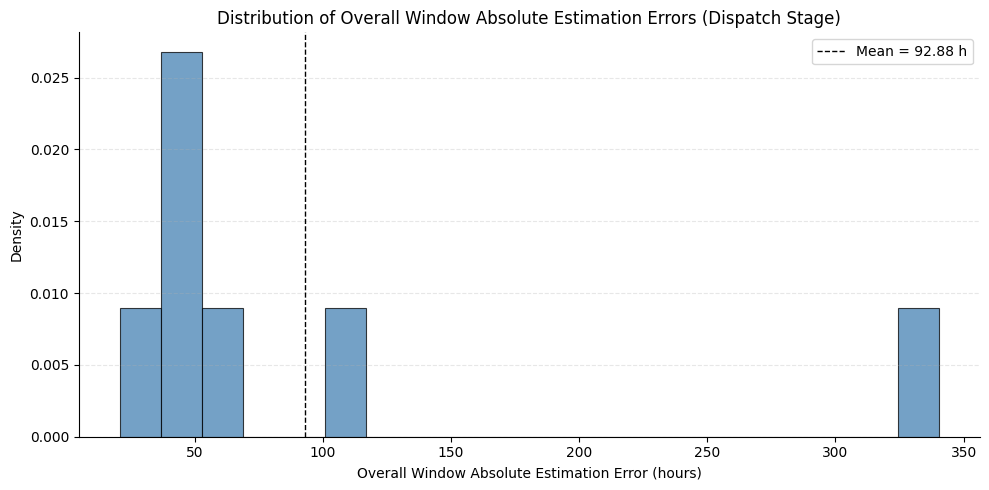 Distribution of Overall Window Absolute Estimation Errors (Dispatch Stage)
Mean = 92.88 h
0.025
0.020
0.015
0.010
0.005
0.000
Density
50 100 150 200 250 300 350
Overall Window Absolute Estimation Error (hours)